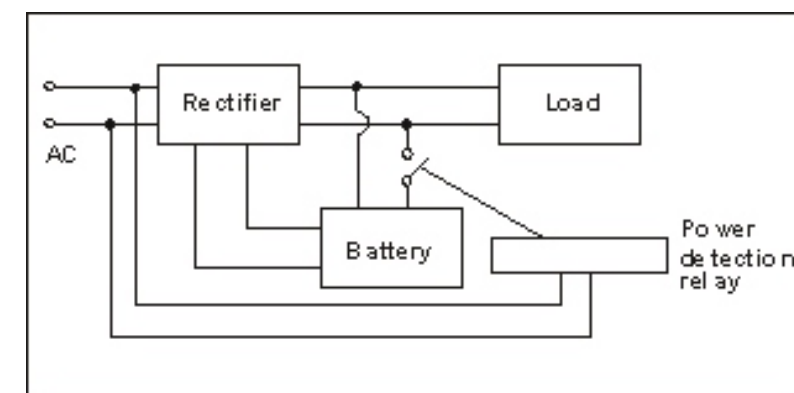 Rectifier
Load
AC
Battery
Power
detection
relay